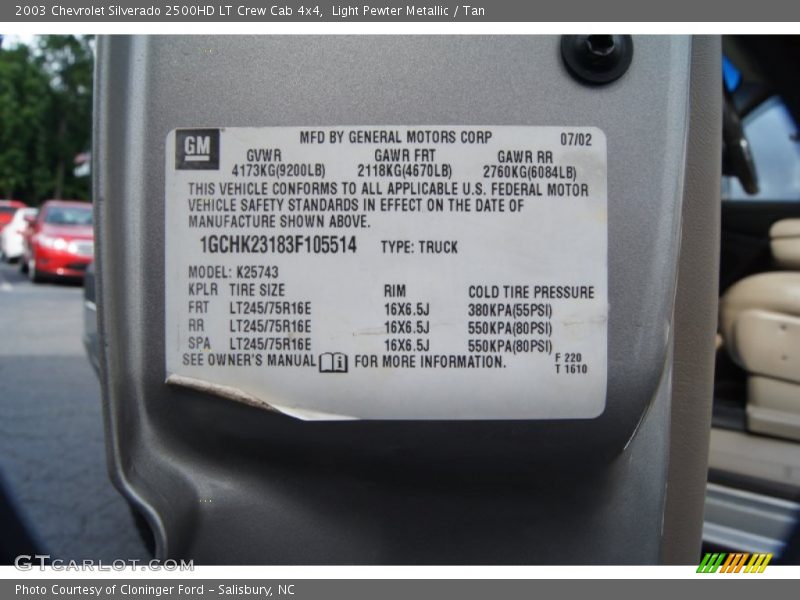 2003 Chevrolet Silverado 2500HD LT Crew Cab 4x4, Light Pewter Metallic / Tan
GM MFD BY GENERAL MOTORS CORP 07/02
GVWR GAWR FRT GAWR RR
4173KG(9200LB) 2118KG(4670LB) 2760KG(6084LB)
THIS VEHICLE CONFORMS TO ALL APPLICABLE U.S. FEDERAL MOTOR
VEHICLE SAFETY STANDARDS IN EFFECT ON THE DATE OF
MANUFACTURE SHOWN ABOVE.
1GCHK23183F105514 TYPE: TRUCK
MODEL: K25743
KPLR TIRE SIZE RIM COLD TIRE PRESSURE
FRT LT245/75R16E 16X6.5J 380KPA(55PSI)
RR LT245/75R16E 16X6.5J 550KPA(80PSI)
SPA LT245/75R16E 16X6.5J 550KPA(80PSI)
SEE OWNER'S MANUAL FOR MORE INFORMATION.
F 220
T 1610
GTCarLot.com
Photo Courtesy of Cloninger Ford - Salisbury, NC